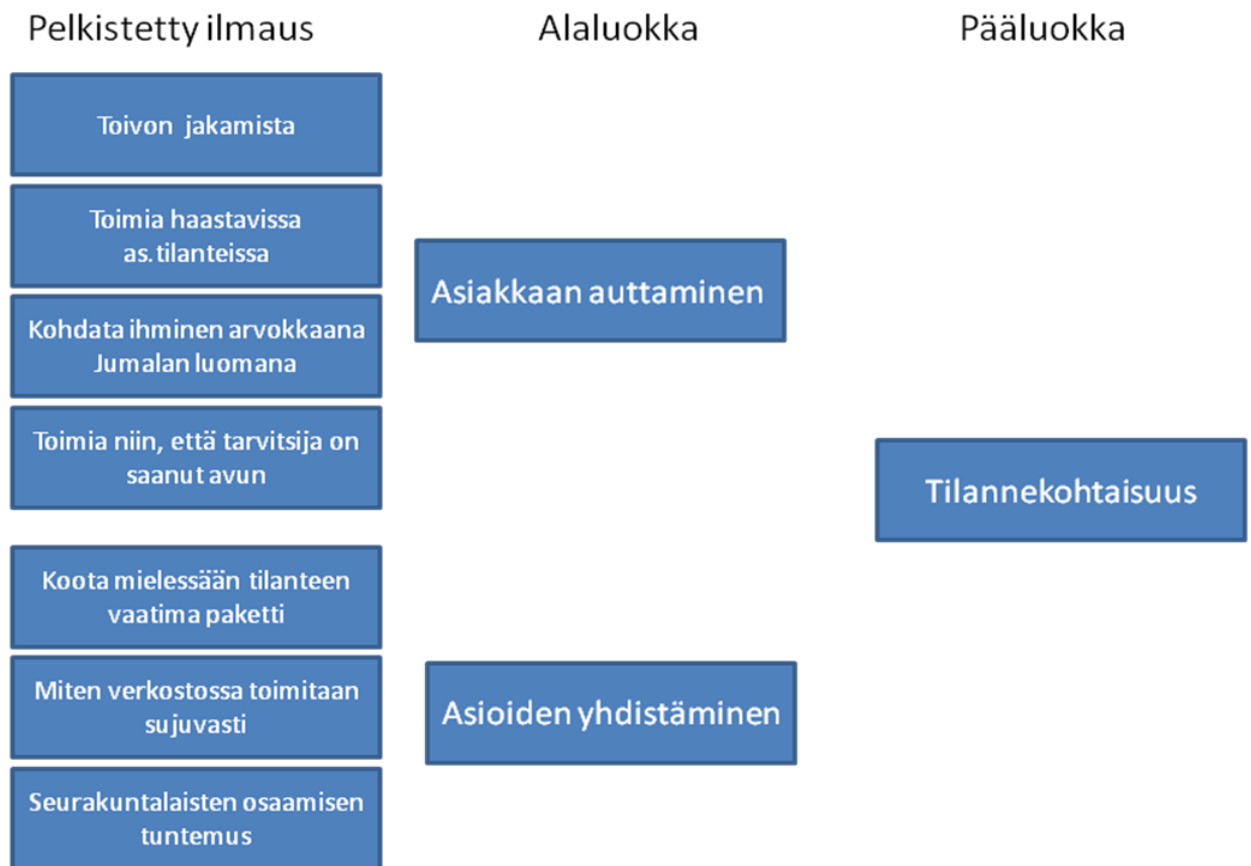 Pelkistetty ilmaus
Alaluokka
Pääluokka
Toivon jakamista
Toimia haastavissa
as. tilanteissa
Kohdata ihminen arvokkaana
Jumalan luomana
Toimia niin, että tarvitsija on
saanut avun
Asiakkaan auttaminen
Koota mielessään tilanteen
vaatima paketti
Miten verkostossa toimitaan
sujuvasti
Seurakuntalaisten osaamisen
tuntemus
Asioiden yhdistäminen
Tilannekohtaisuus